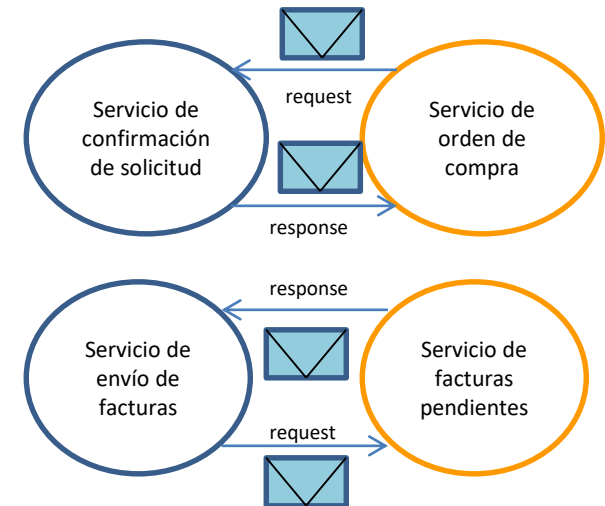 request
Servicio de
confirmación
de solicitud
Servicio de
orden de
compra
response
response
Servicio de
envío de
facturas
Servicio de
facturas
pendientes
request